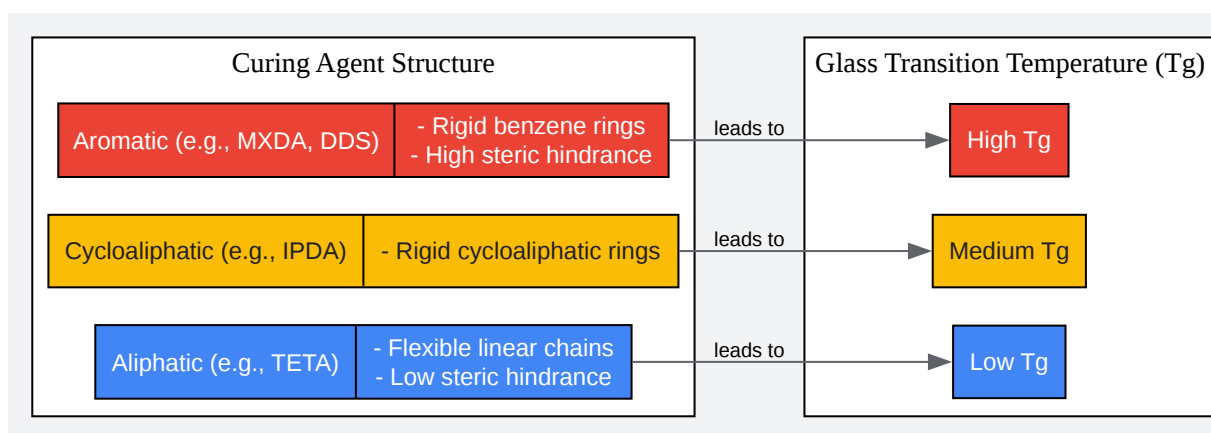 Curing Agent Structure
Glass Transition Temperature (Tg)
Aromatic (e.g., MXDA, DDS)
- Rigid benzene rings
- High steric hindrance
leads to
High Tg
Cycloaliphatic (e.g., IPDA)
- Rigid cycloaliphatic rings
leads to
Medium Tg
Aliphatic (e.g., TETA)
- Flexible linear chains
- Low steric hindrance
leads to
Low Tg